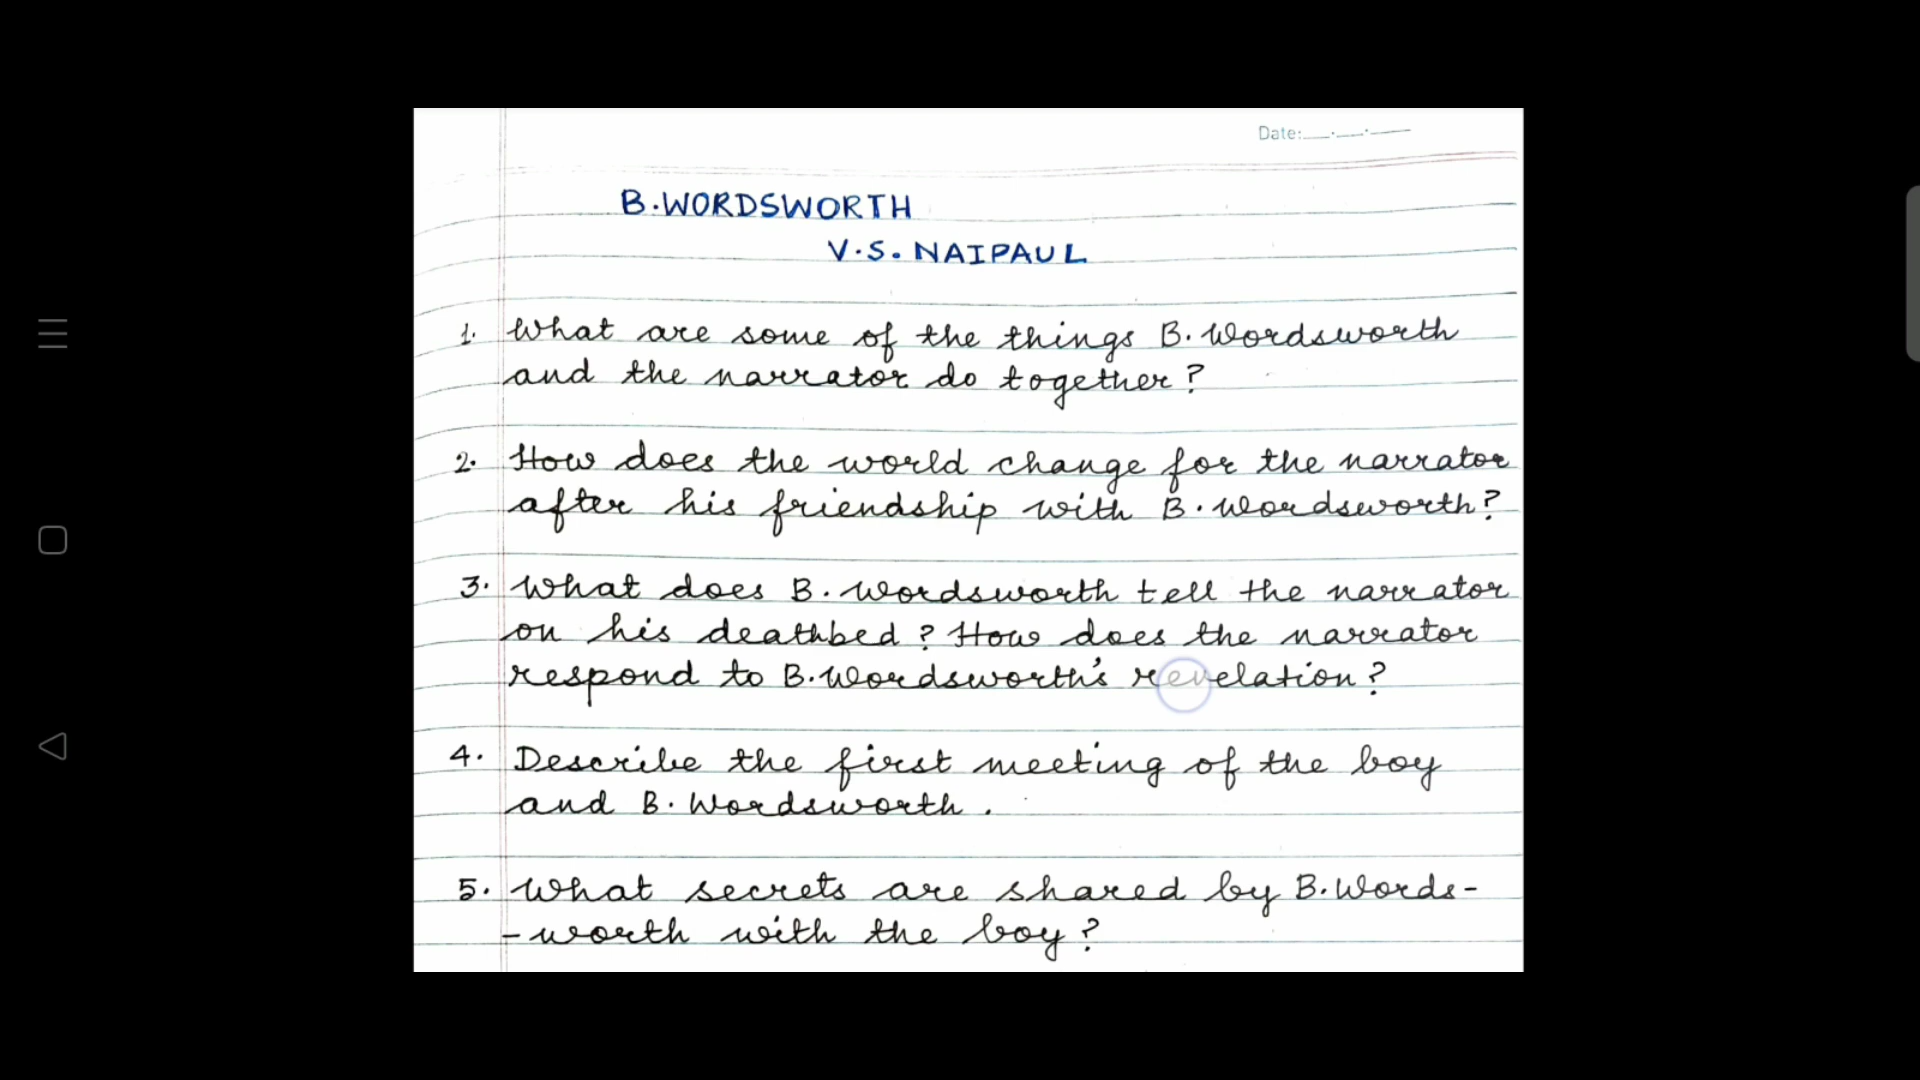 Date:__.__.__
B. WORDSWORTH
V.S. NAIPAUL
1. What are some of the things B. Wordsworth
and the narrator do together?
2. How does the world change for the narrator
after his friendship with B. Wordsworth?
3. What does B. Wordsworth tell the narrator
on his deathbed? How does the narrator
respond to B. Wordsworth's revelation?
4. Describe the first meeting of the boy
and B. Wordsworth.
5. What secrets are shared by B. Words-
-worth with the boy?